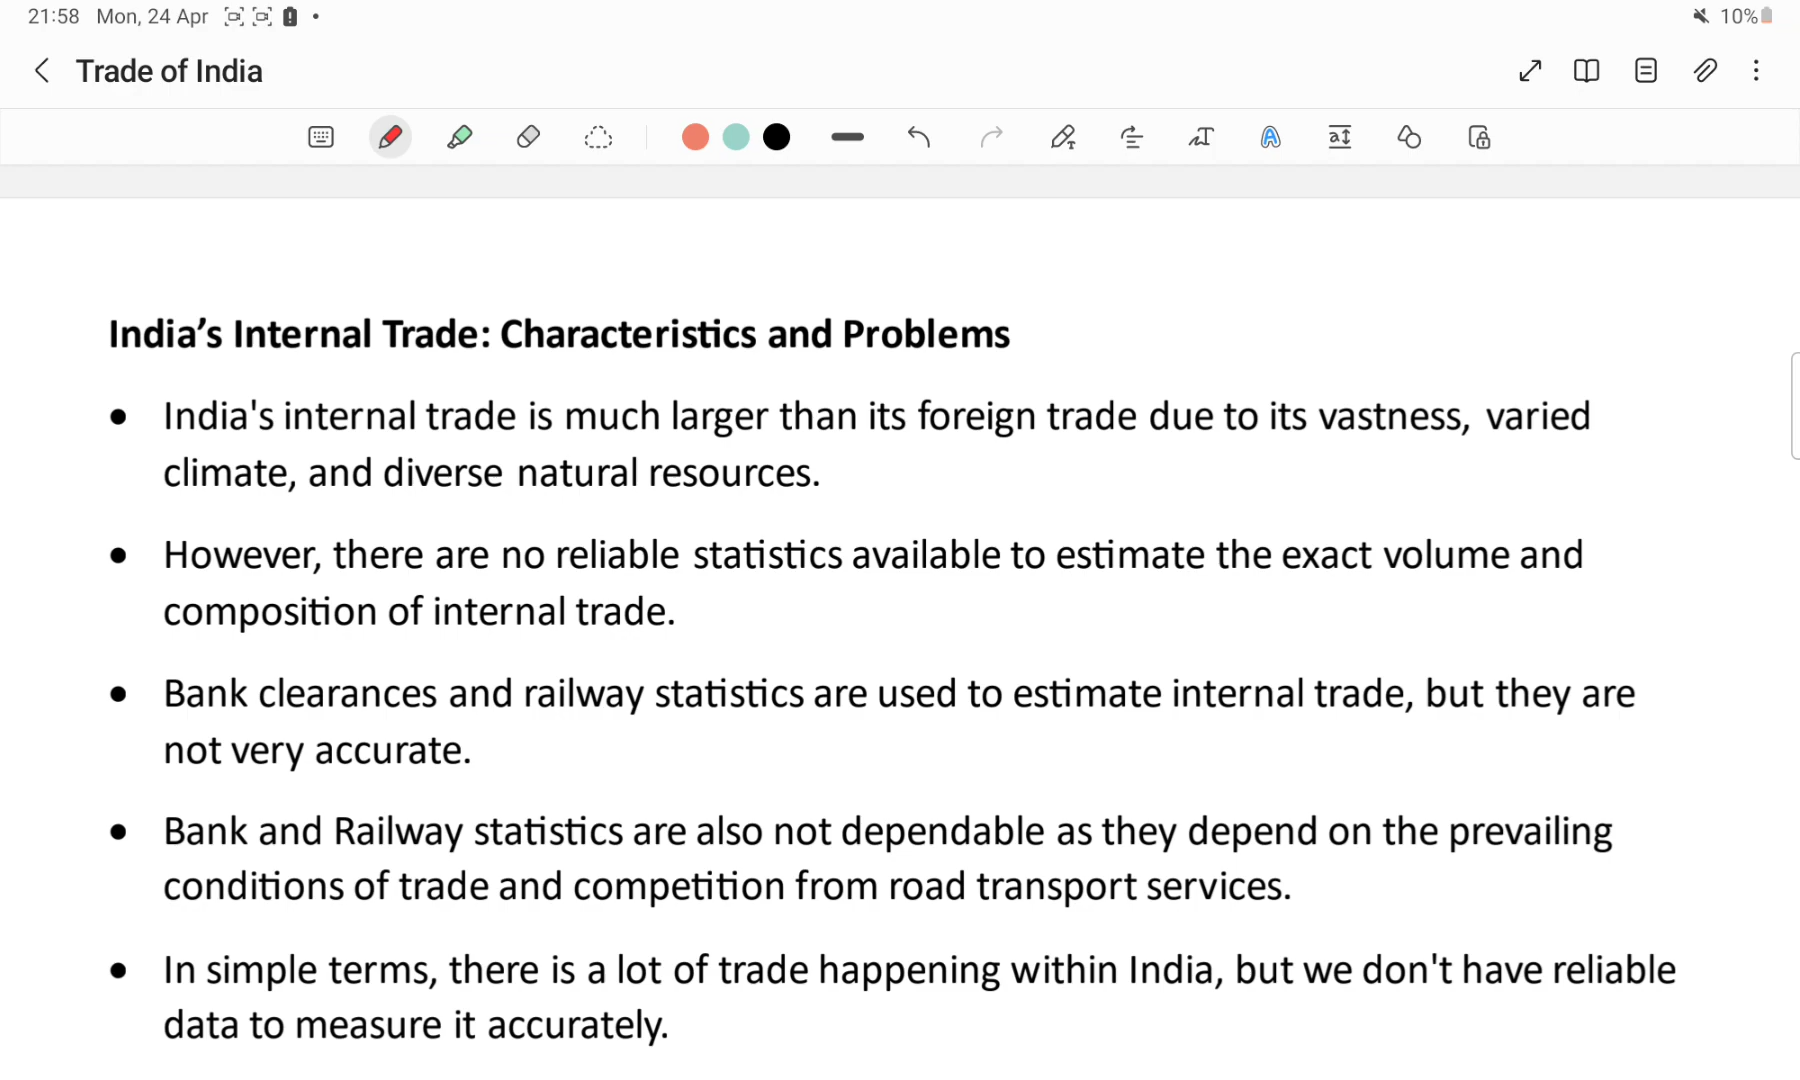 21:58 Mon, 24 Apr
10%
Trade of India
India’s Internal Trade: Characteristics and Problems
● India's internal trade is much larger than its foreign trade due to its vastness, varied
climate, and diverse natural resources.
● However, there are no reliable statistics available to estimate the exact volume and
composition of internal trade.
● Bank clearances and railway statistics are used to estimate internal trade, but they are
not very accurate.
● Bank and Railway statistics are also not dependable as they depend on the prevailing
conditions of trade and competition from road transport services.
● In simple terms, there is a lot of trade happening within India, but we don't have reliable
data to measure it accurately.